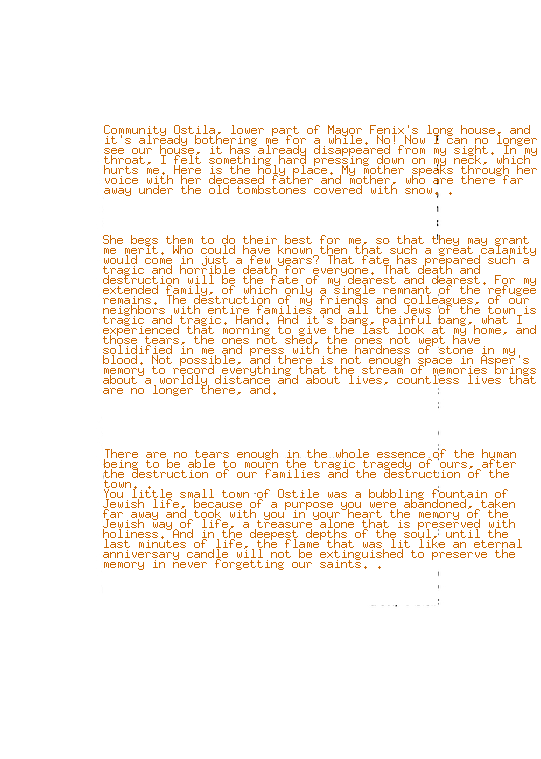 Community Ostila, lower part of Mayor Fenix's long house, and
it's already bothering me for a while. No! Now I can no longer
see our house, it has already disappeared from my sight. In my
throat, I felt something hard pressing down on my neck, which
hurts me. Here is the holy place. My mother speaks through her
voice with her deceased father and mother, who are there far
away under the old tombstones covered with snow. .
She begs them to do their best for me, so that they may grant
me merit. Who could have known then that such a great calamity
would come in just a few years? That fate has prepared such a
tragic and horrible death for everyone. That death and
destruction will be the fate of my dearest and dearest. For my
extended family, of which only a single remnant of the refugee
remains. The destruction of my friends and colleagues, of our
neighbors with entire families and all the Jews of the town is
tragic and tragic. Hand. And it's bang, painful bang, what I
experienced that morning to give the last look at my home, and
those tears, the ones not shed, the ones not wept have
solidified in me and press with the hardness of stone in my
blood. Not possible, and there is not enough space in Asper's
memory to record everything that the stream of memories brings
about a worldly distance and about lives, countless lives that
are no longer there, and.
There are no tears enough in the whole essence of the human
being to be able to mourn the tragic tragedy of ours, after
the destruction of our families and the destruction of the
town. .
You little small town of Ostile was a bubbling fountain of
Jewish life, because of a purpose you were abandoned, taken
far away and took with you in your heart the memory of the
Jewish way of life, a treasure alone that is preserved with
holiness. And in the deepest depths of the soul, until the
last minutes of life, the flame that was lit like an eternal
anniversary candle will not be extinguished to preserve the
memory in never forgetting our saints. .